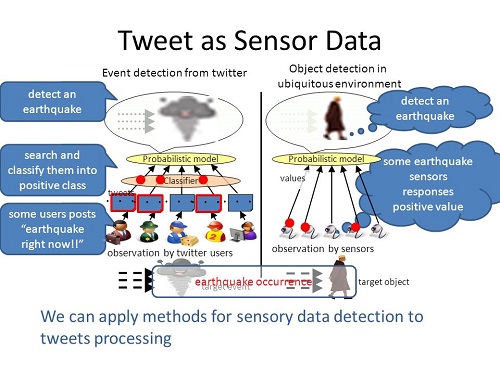 Tweet as Sensor Data
Event detection from twitter
Object detection in
ubiquitous environment
detect an
earthquake
detect an
earthquake
Probabilistic model
Probabilistic model
search and
classify them into
positive class
Classifier
tweets
values
some earthquake
sensors
responses
positive value
some users posts
“earthquake
right now!!”
observation by twitter users
observation by sensors
earthquake occurrence
target event
target object
We can apply methods for sensory data detection to
tweets processing